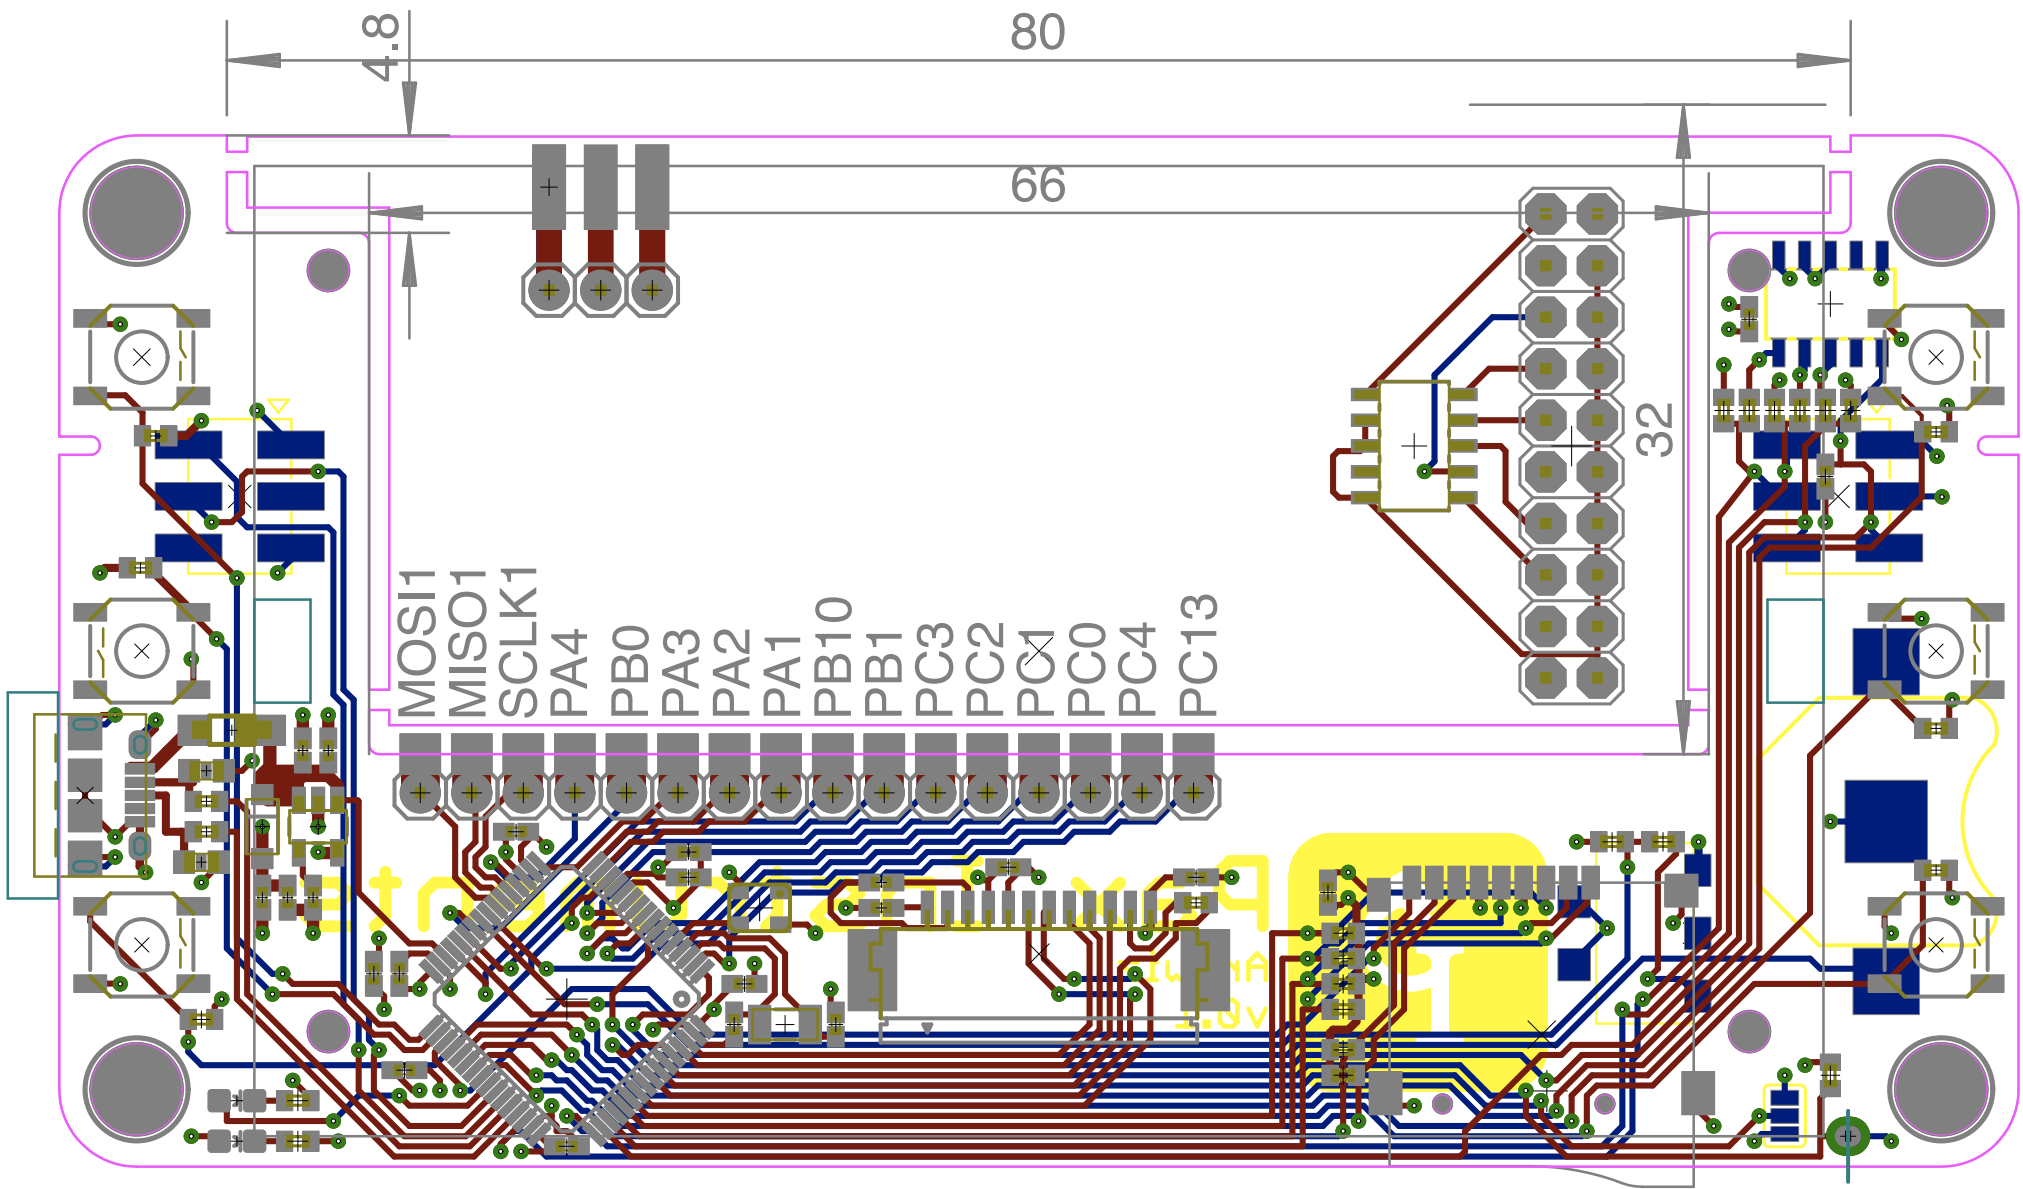 80
4.8
66
32
MOSI1
MISO1
SCLK1
PA4
PB0
PA3
PA2
PA1
PB10
PB1
PC3
PC2
PC1
PC0
PC4
PC13